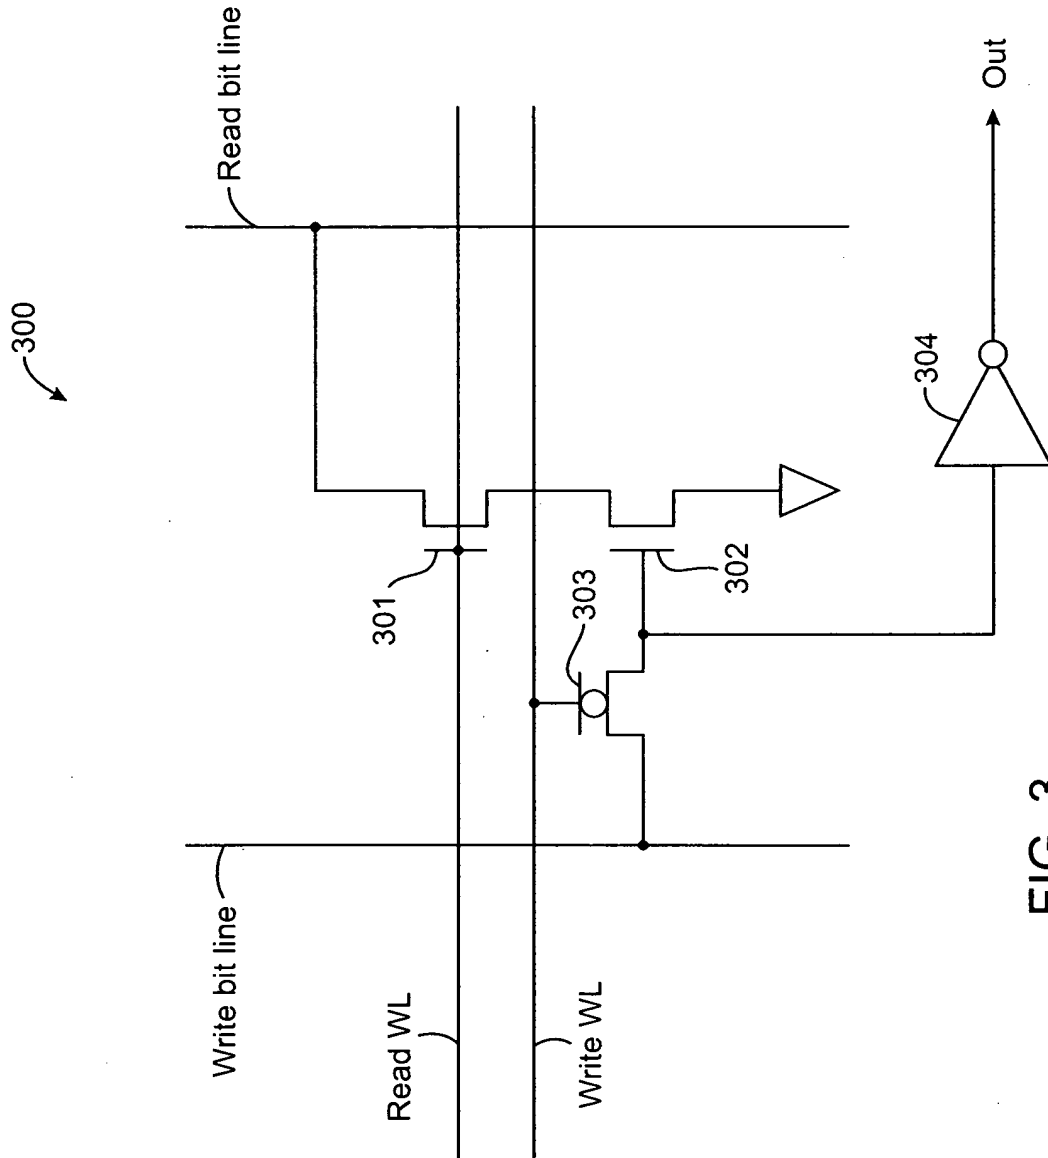 300
Read bit line
Write bit line
Read WL
Write WL
301
302
303
304
Out
FIG. 3